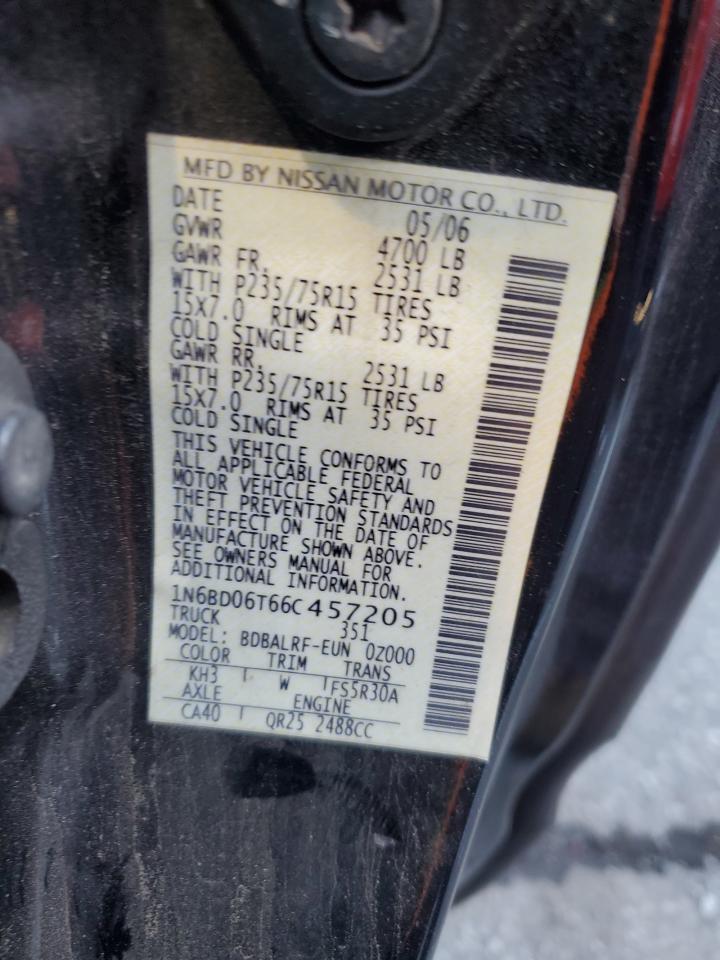 MFD BY NISSAN MOTOR CO., LTD.
DATE 05/06
GVWR 4700 LB
GAWR FR. 2531 LB
WITH P235/75R15 TIRES
15X7.0 RIMS AT 35 PSI
COLD SINGLE
GAWR RR. 2531 LB
WITH P235/75R15 TIRES
15X7.0 RIMS AT 35 PSI
COLD SINGLE
THIS VEHICLE CONFORMS TO
ALL APPLICABLE FEDERAL
MOTOR VEHICLE SAFETY AND
THEFT PREVENTION STANDARDS
IN EFFECT ON THE DATE OF
MANUFACTURE SHOWN ABOVE.
SEE OWNERS MANUAL FOR
ADDITIONAL INFORMATION.
1N6BD06T66C457205
TRUCK 351
MODEL: BDBALRF-EUN 0Z000
COLOR TRIM TRANS
KH3 W FS5R30A
AXLE ENGINE
CA40 QR25 2488CC